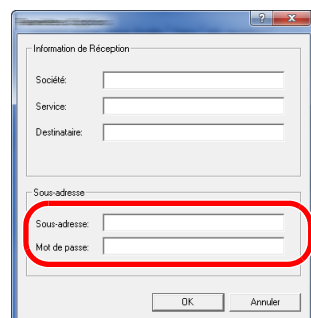 Information de Réception
Société:
Service:
Destinataire:
Sous-adresse
Sous-adresse:
Mot de passe:
OK
Annuler